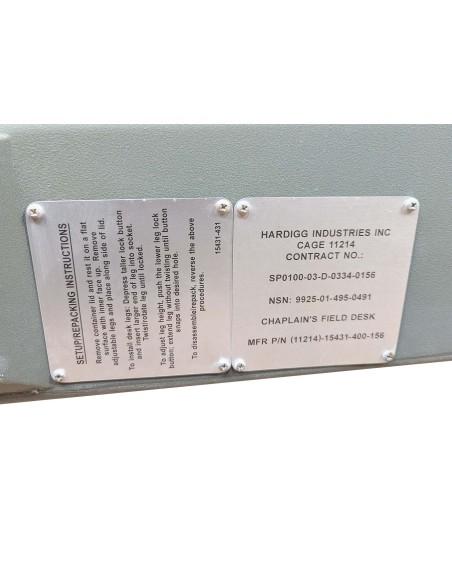 SETUP/REPACKING INSTRUCTIONS
Remove container lid and rest it on a flat
surface with inner face up. Remove
adjustable legs and place along side of lid.
To install desk legs: Depress taller lock button
and insert larger end of leg into socket.
Twist/rotate leg until locked.
To adjust leg height, push the lower leg lock
button; extend leg without twisting until button
snaps into desired hole.
To disassemble/repack, reverse the above
procedures.
15431-431
HARDIGG INDUSTRIES INC
CAGE 11214
CONTRACT NO.:
SP0100-03-D-0334-0156
NSN: 9925-01-495-0491
CHAPLAIN'S FIELD DESK
MFR P/N (11214)-15431-400-156